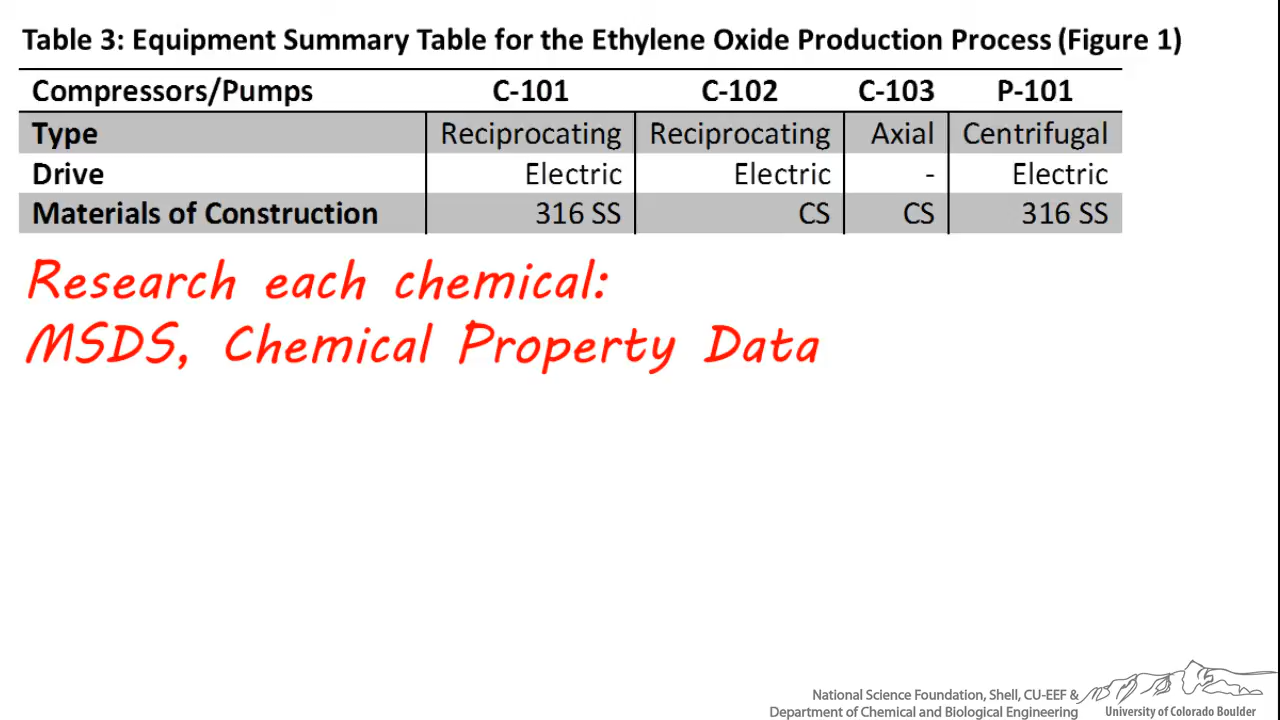 Table 3: Equipment Summary Table for the Ethylene Oxide Production Process (Figure 1)
Compressors/Pumps C-101 C-102 C-103 P-101
Type Reciprocating Reciprocating Axial Centrifugal
Drive Electric Electric - Electric
Materials of Construction 316 SS CS CS 316 SS
Research each chemical:
MSDS, Chemical Property Data
National Science Foundation, Shell, CU-EEF &
Department of Chemical and Biological Engineering
University of Colorado Boulder